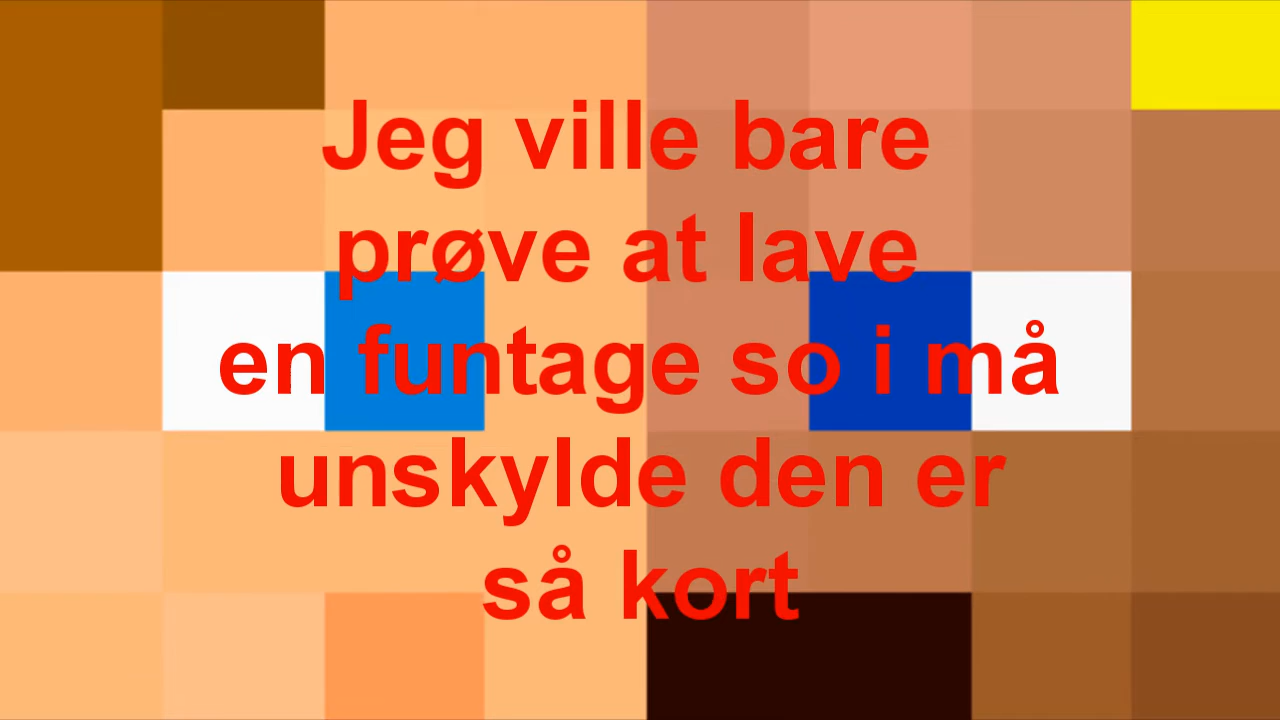 Jeg ville bare
prøve at lave
en funtage so i må
unskylde den er
så kort